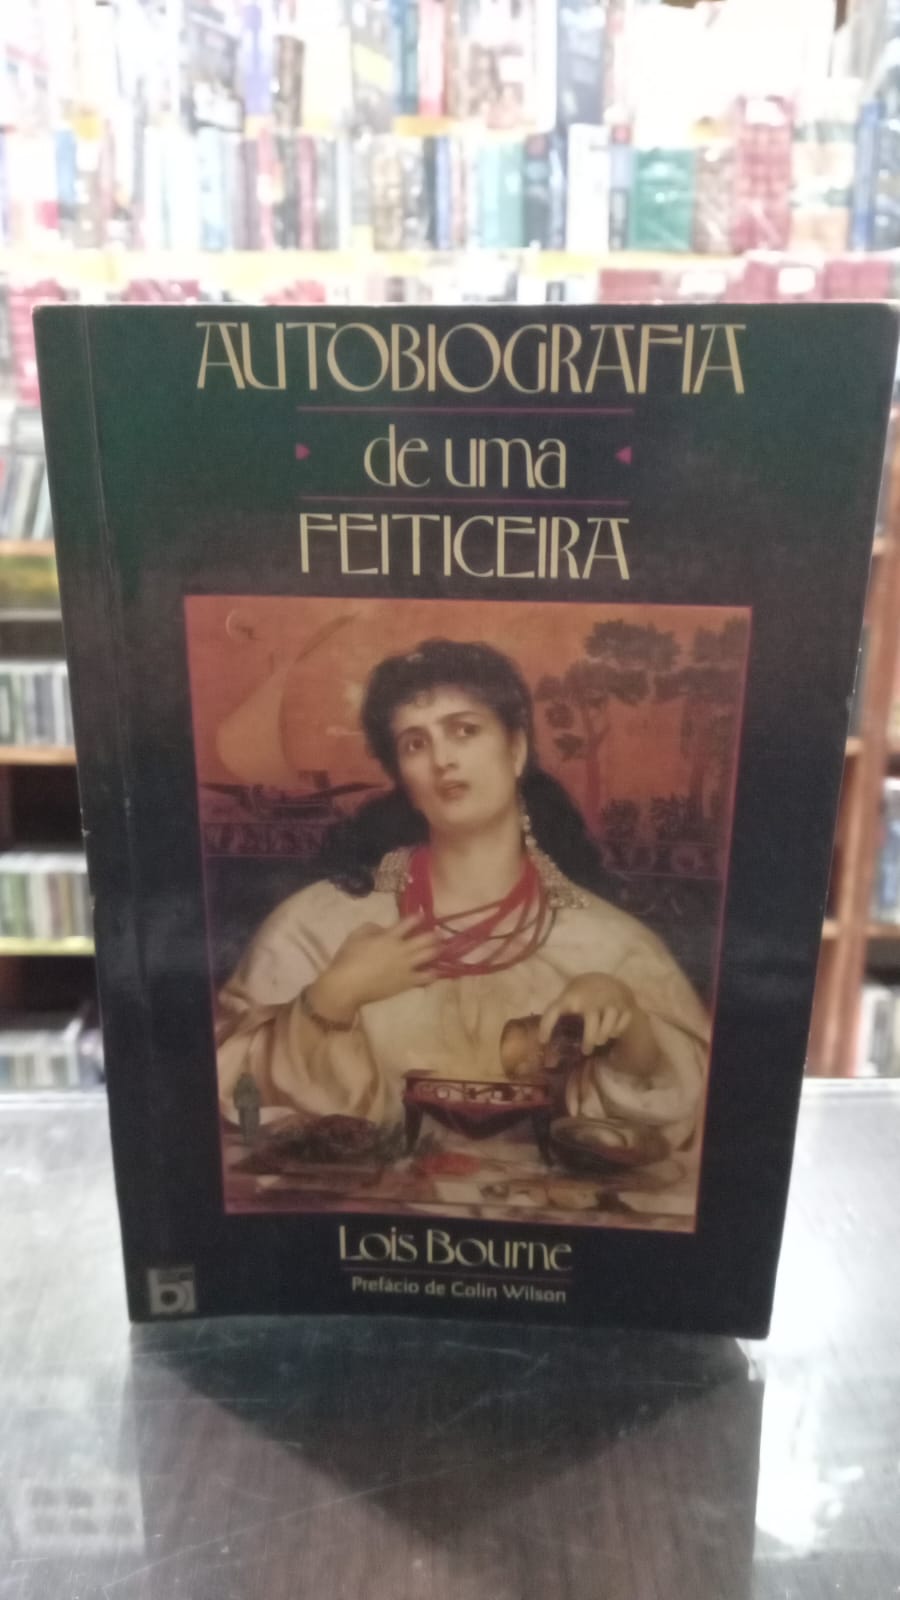 AUTOBIOGRAFIA
de uma
FEITICEIRA
Lois Bourne
Prefácio de Colin Wilson